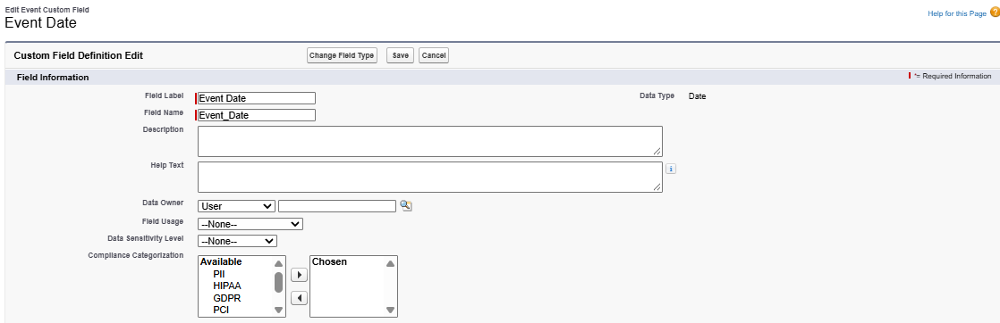 Edit Event Custom Field
Event Date
Help for this Page
Custom Field Definition Edit
Change Field Type Save Cancel
Field Information
*= Required Information
Field Label Event Date Data Type Date
Field Name Event_Date
Description
Help Text
i
Data Owner User
Field Usage --None--
Data Sensitivity Level --None--
Compliance Categorization
Available Chosen
PII
HIPAA
GDPR
PCI